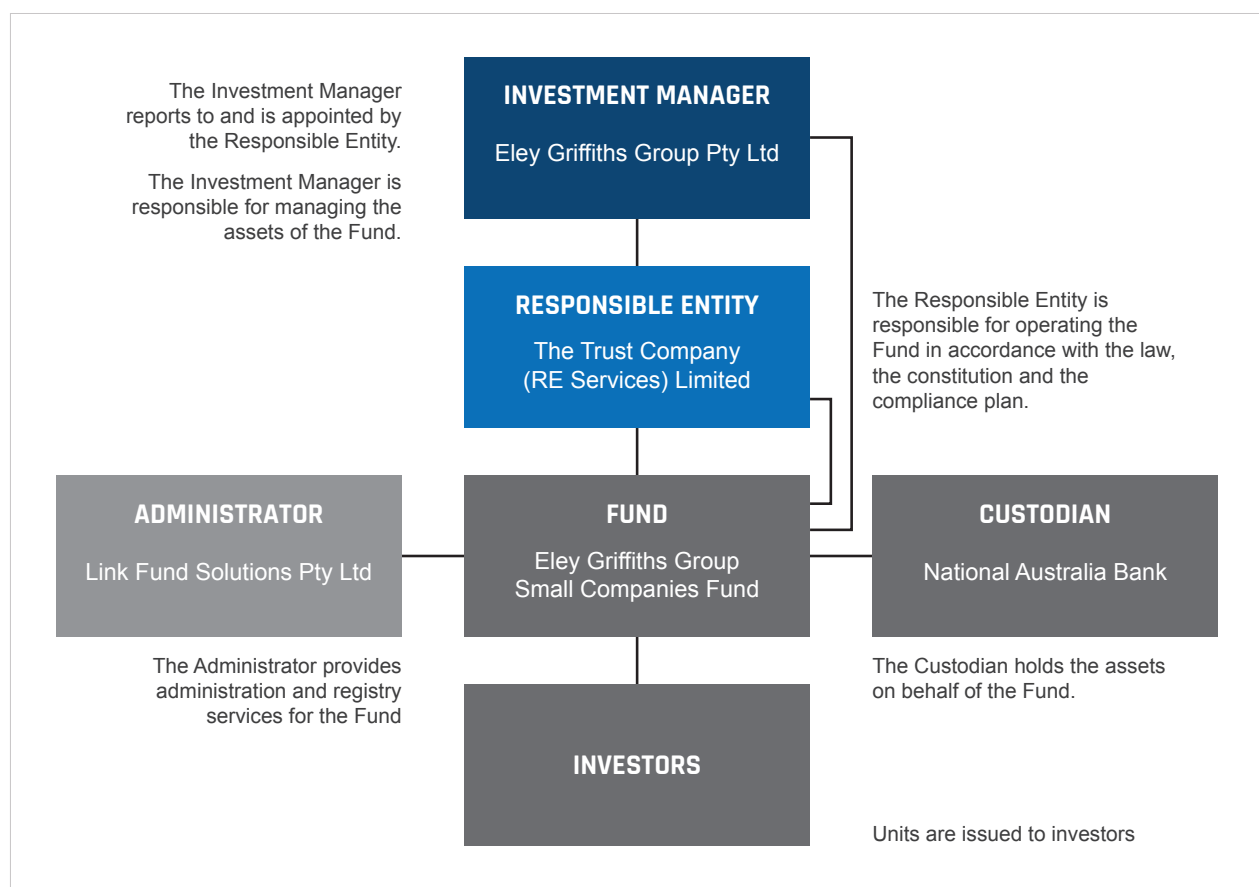 The Investment Manager
reports to and is appointed by
the Responsible Entity.
The Investment Manager is
responsible for managing the
assets of the Fund.
INVESTMENT MANAGER
Eley Griffiths Group Pty Ltd
RESPONSIBLE ENTITY
The Trust Company
(RE Services) Limited
The Responsible Entity is
responsible for operating the
Fund in accordance with the law,
the constitution and the
compliance plan.
ADMINISTRATOR
Link Fund Solutions Pty Ltd
FUND
Eley Griffiths Group
Small Companies Fund
CUSTODIAN
National Australia Bank
The Administrator provides
administration and registry
services for the Fund
The Custodian holds the assets
on behalf of the Fund.
INVESTORS
Units are issued to investors